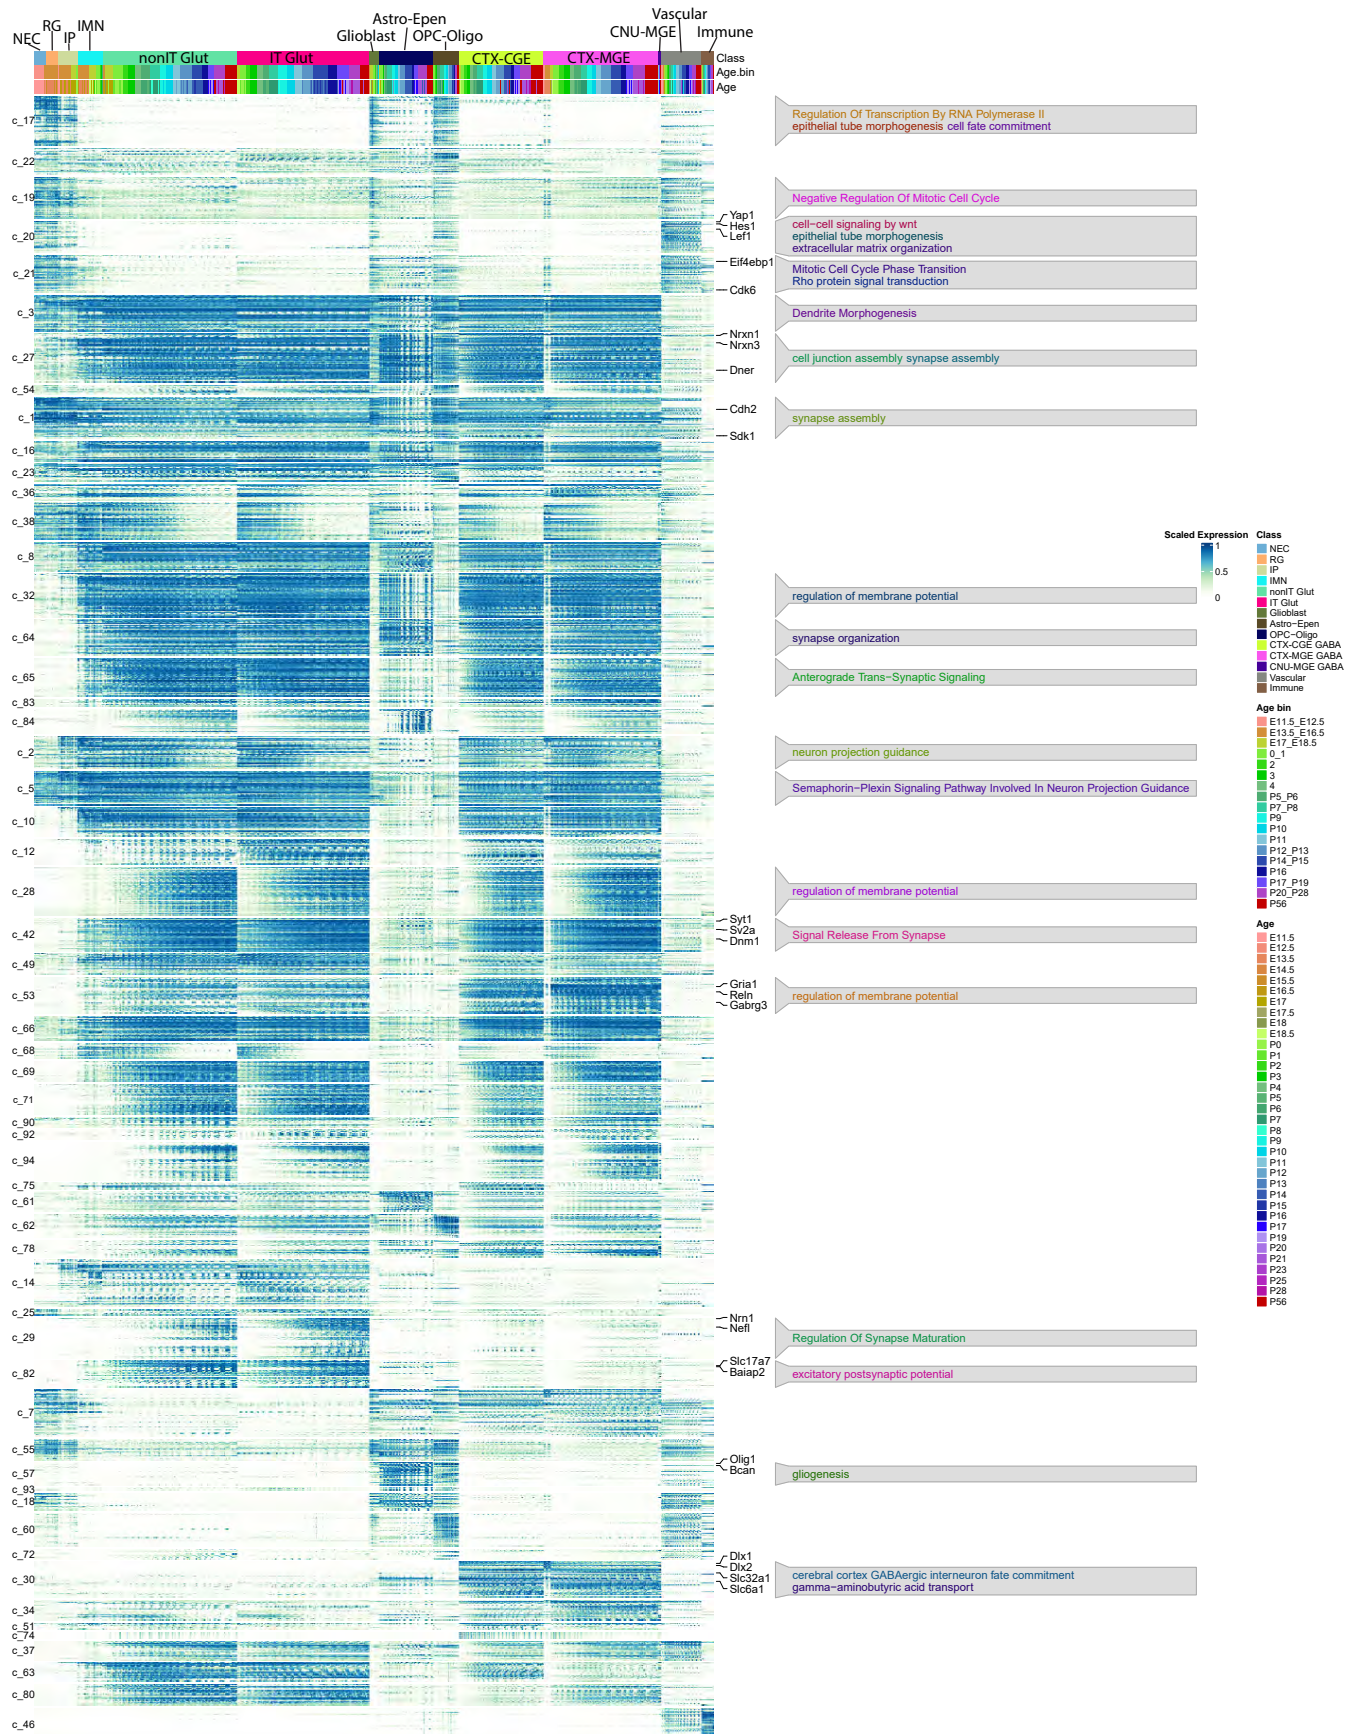 Astro-Epen
Vascular
RG
IMN
Glioblast
OPC-Oligo
CNU-MGE
Immune
NEC
IP
nonIT Glut
IT Glut
CTX-CGE
CTX-MGE
Class
Age.bin
Age
c_17
c_22
c_19
c_20
c_21
c_3
c_27
c_54
c_1
c_16
c_23
c_36
c_38
c_8
c_32
c_64
c_65
c_83
c_84
c_2
c_5
c_10
c_12
c_28
c_42
c_49
c_53
c_66
c_68
c_69
c_71
c_90
c_92
c_94
c_75
c_61
c_62
c_78
c_14
c_25
c_29
c_82
c_7
c_55
c_57
c_93
c_18
c_60
c_72
c_30
c_34
c_51
c_74
c_37
c_63
c_80
c_46
Yap1
Hes1
Lef1
Eif4ebp1
Cdk6
Nrxn1
Nrxn3
Dner
Cdh2
Sdk1
Syt1
Sv2a
Dnm1
Gria1
Reln
Gabrg3
Nrn1
Nefl
Slc17a7
Baiap2
Olig1
Bcan
Dlx1
Dlx2
Slc32a1
Slc6a1
Regulation Of Transcription By RNA Polymerase II
epithelial tube morphogenesis cell fate commitment
Negative Regulation Of Mitotic Cell Cycle
cell−cell signaling by wnt
epithelial tube morphogenesis
extracellular matrix organization
Mitotic Cell Cycle Phase Transition
Rho protein signal transduction
Dendrite Morphogenesis
cell junction assembly synapse assembly
synapse assembly
regulation of membrane potential
synapse organization
Anterograde Trans−Synaptic Signaling
neuron projection guidance
Semaphorin−Plexin Signaling Pathway Involved In Neuron Projection Guidance
regulation of membrane potential
Signal Release From Synapse
regulation of membrane potential
Regulation Of Synapse Maturation
excitatory postsynaptic potential
gliogenesis
cerebral cortex GABAergic interneuron fate commitment
gamma−aminobutyric acid transport
Scaled Expression
1
0.5
0
Class
NEC
RG
IP
IMN
nonIT Glut
IT Glut
Glioblast
Astro−Epen
OPC−Oligo
CTX−CGE GABA
CTX−MGE GABA
CNU−MGE GABA
Vascular
Immune
Age bin
E11.5_E12.5
E13.5_E16.5
E17_E18.5
0_1
2
3
4
P5_P6
P7_P8
P9
P10
P11
P12_P13
P14_P15
P16
P17_P19
P20_P28
P56
Age
E11.5
E12.5
E13.5
E14.5
E15.5
E16.5
E17
E17.5
E18
E18.5
P0
P1
P2
P3
P4
P5
P6
P7
P8
P9
P10
P11
P12
P13
P14
P15
P16
P17
P19
P20
P21
P23
P25
P28
P56